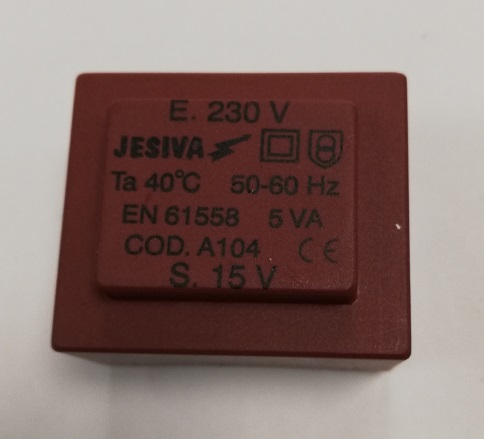 E. 230 V
JESIVA
Ta 40°C 50-60 Hz
EN 61558 5 VA
COD. A104 CE
S. 15 V